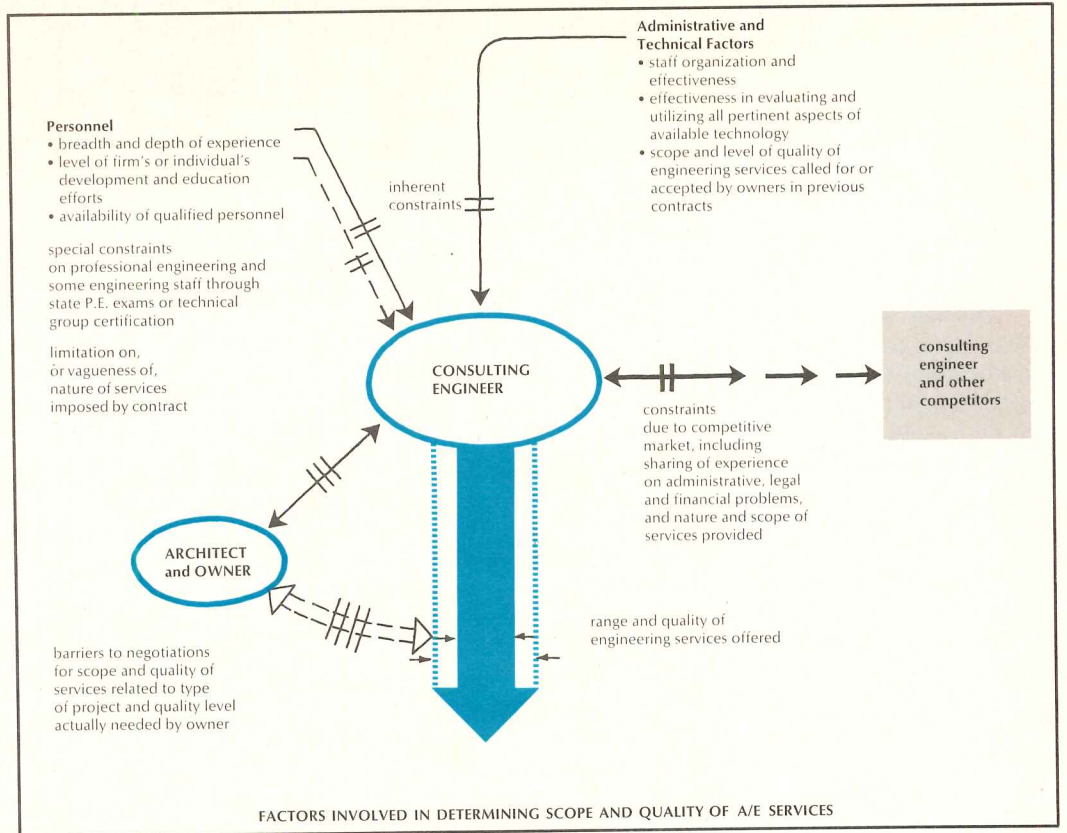 Administrative and
Technical Factors
• staff organization and
effectiveness
• effectiveness in evaluating and
utilizing all pertinent aspects of
available technology
• scope and level of quality of
engineering services called for or
accepted by owners in previous
contracts
Personnel
• breadth and depth of experience
• level of firm's or individual's
development and education
efforts
• availability of qualified personnel
special constraints
on professional engineering and
some engineering staff through
state P.E. exams or technical
group certification
limitation on,
or vagueness of,
nature of services
imposed by contract
inherent
constraints
CONSULTING
ENGINEER
consulting
engineer
and other
competitors
constraints
due to competitive
market, including
sharing of experience
on administrative, legal
and financial problems,
and nature and scope of
services provided
ARCHITECT
and OWNER
range and quality of
engineering services offered
barriers to negotiations
for scope and quality of
services related to type
of project and quality level
actually needed by owner
FACTORS INVOLVED IN DETERMINING SCOPE AND QUALITY OF A/E SERVICES